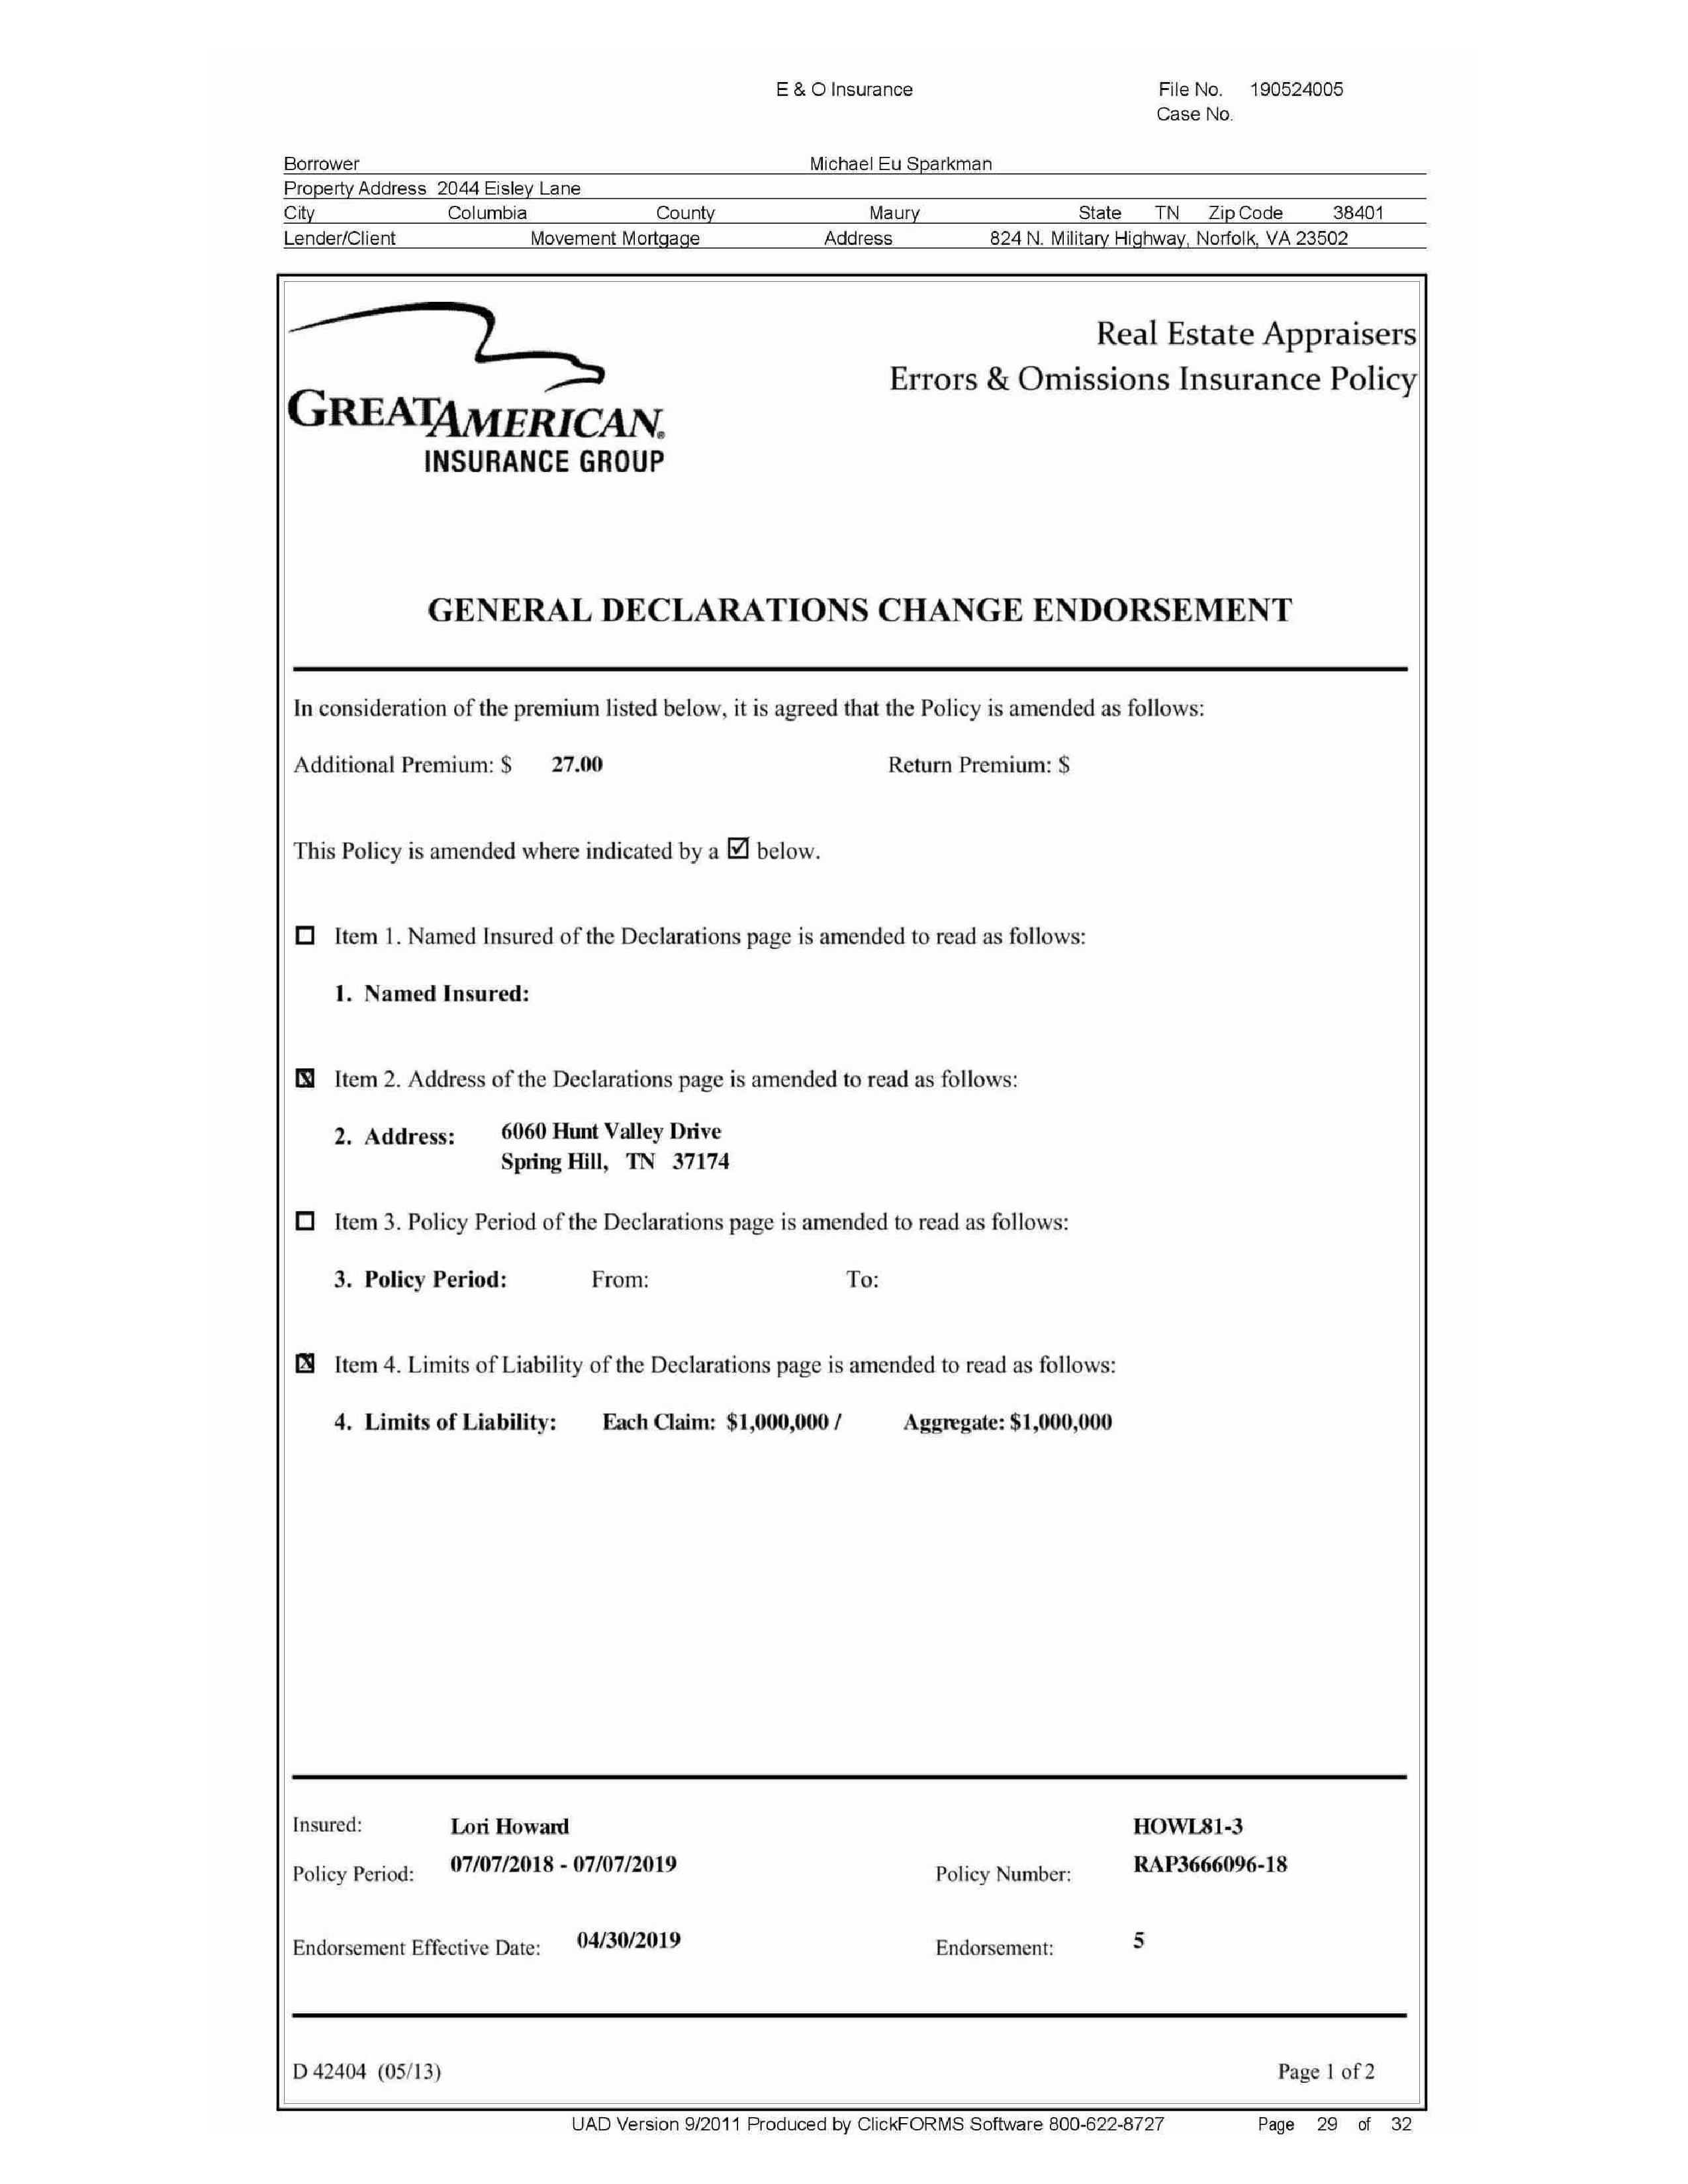 E & O Insurance File No. 190524005
Case No.
Borrower Michael Eu Sparkman
Property Address 2044 Eisley Lane
City Columbia County Maury State TN Zip Code 38401
Lender/Client Movement Mortgage Address 824 N. Military Highway, Norfolk, VA 23502
Real Estate Appraisers
Errors & Omissions Insurance Policy
GREATAMERICAN®
INSURANCE GROUP
GENERAL DECLARATIONS CHANGE ENDORSEMENT
In consideration of the premium listed below, it is agreed that the Policy is amended as follows:
Additional Premium: $ 27.00 Return Premium: $
This Policy is amended where indicated by a ☑ below.
☐ Item 1. Named Insured of the Declarations page is amended to read as follows:
1. Named Insured:
☒ Item 2. Address of the Declarations page is amended to read as follows:
2. Address: 6060 Hunt Valley Drive
Spring Hill, TN 37174
☐ Item 3. Policy Period of the Declarations page is amended to read as follows:
3. Policy Period: From: To:
☒ Item 4. Limits of Liability of the Declarations page is amended to read as follows:
4. Limits of Liability: Each Claim: $1,000,000 / Aggregate: $1,000,000
Insured: Lori Howard HOWL81-3
Policy Period: 07/07/2018 - 07/07/2019 Policy Number: RAP3666096-18
Endorsement Effective Date: 04/30/2019 Endorsement: 5
D 42404 (05/13) Page 1 of 2
UAD Version 9/2011 Produced by ClickFORMS Software 800-622-8727 Page 29 of 32